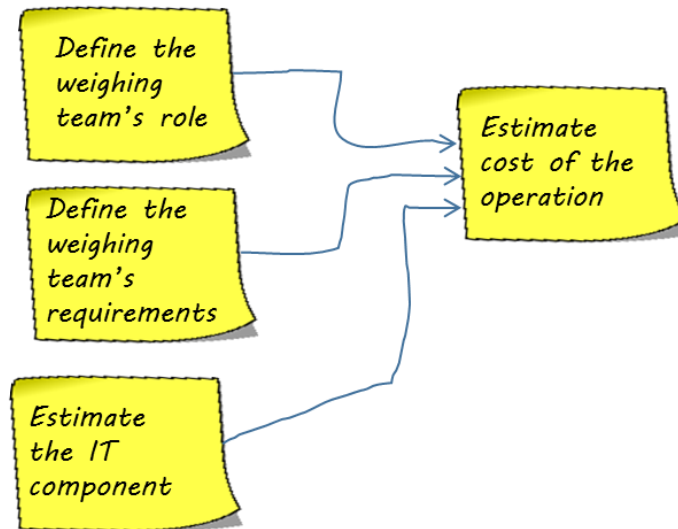 Define the
weighing
team's role
Define the
weighing
team's
requirements
Estimate
the IT
component
Estimate
cost of the
operation